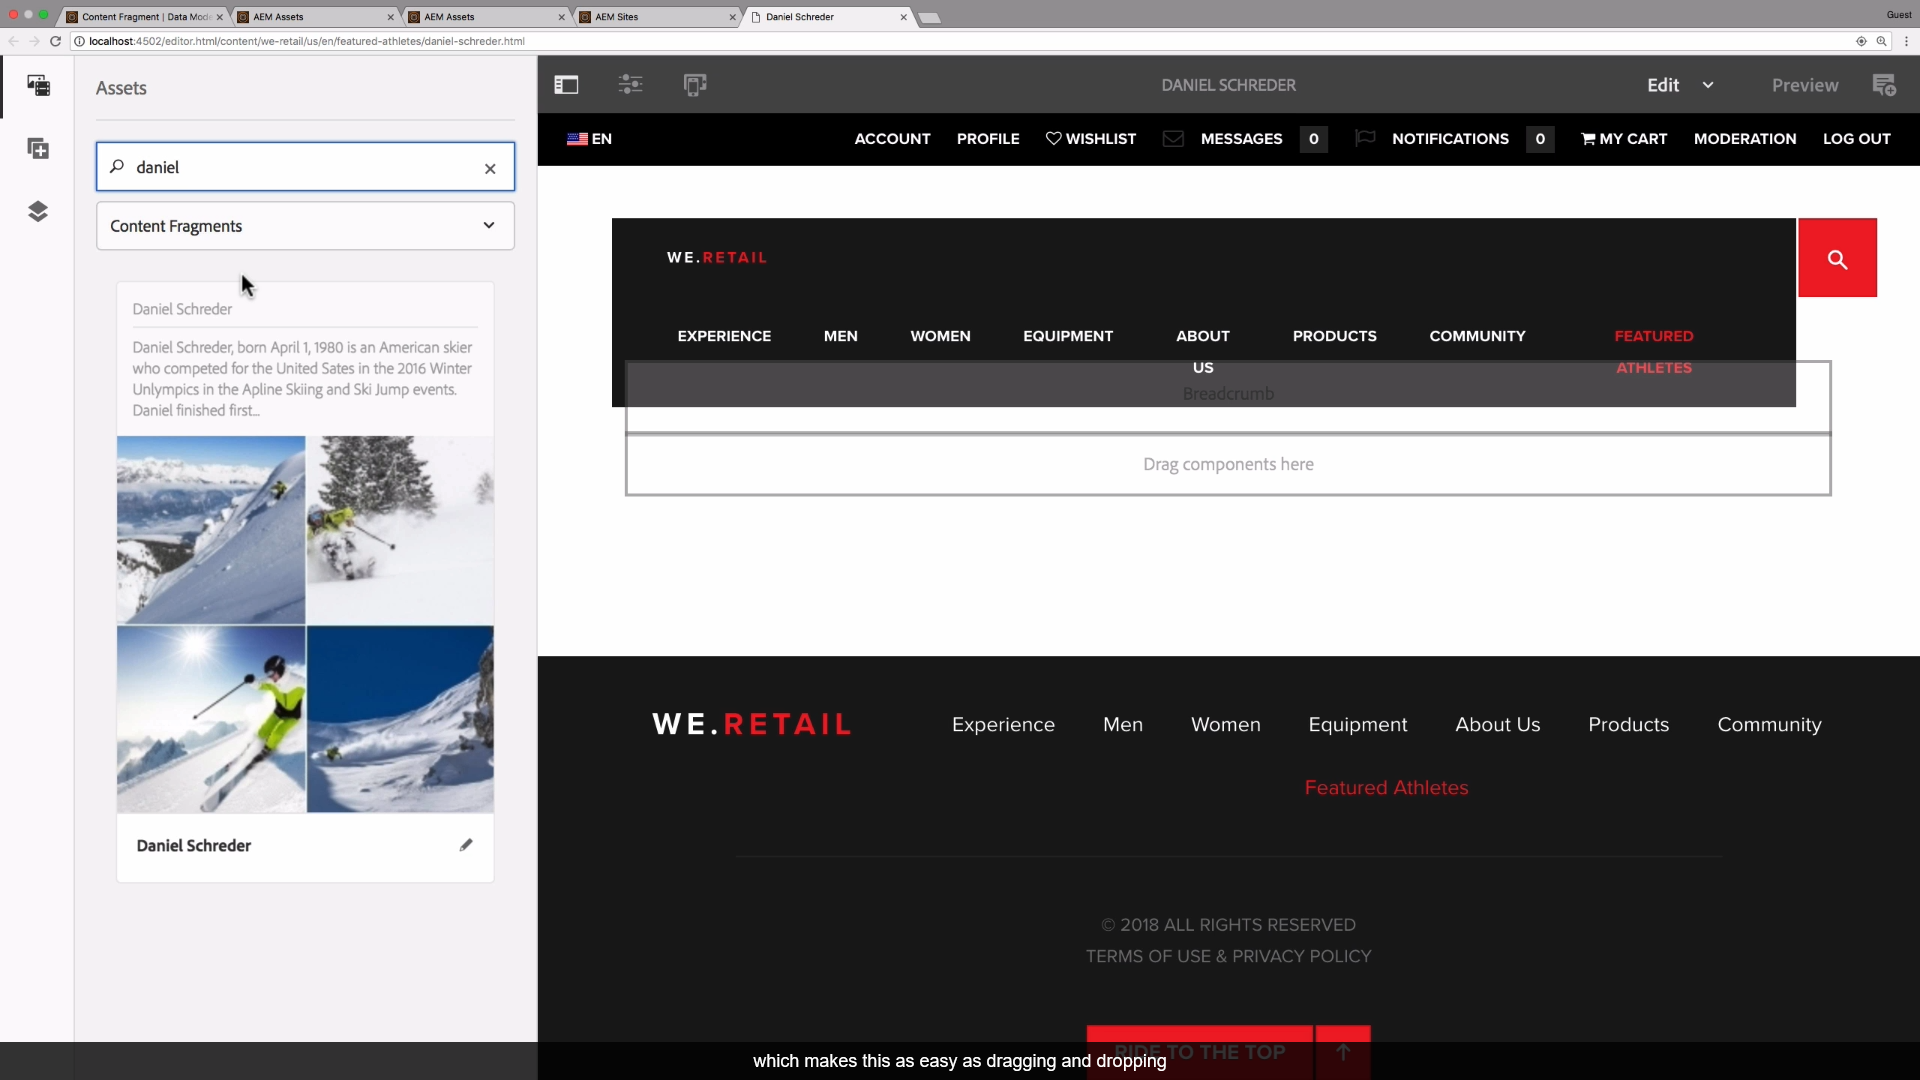 Content Fragment | Data Mode
AEM Assets
AEM Assets
AEM Sites
Daniel Schreder
Guest
localhost:4502/editor.html/content/we-retail/us/en/featured-athletes/daniel-schreder.html
Assets
DANIEL SCHREDER
Edit
Preview
EN
ACCOUNT PROFILE WISHLIST MESSAGES 0 NOTIFICATIONS 0 MY CART MODERATION LOG OUT
daniel
Content Fragments
WE.RETAIL
EXPERIENCE MEN WOMEN EQUIPMENT ABOUT US PRODUCTS COMMUNITY FEATURED ATHLETES
Breadcrumb
Drag components here
Daniel Schreder
Daniel Schreder, born April 1, 1980 is an American skier
who competed for the United Sates in the 2016 Winter
Unlympics in the Apline Skiing and Ski Jump events.
Daniel finished first...
Daniel Schreder
WE.RETAIL
Experience Men Women Equipment About Us Products Community
Featured Athletes
© 2018 ALL RIGHTS RESERVED
TERMS OF USE & PRIVACY POLICY
RIDE TO THE TOP
which makes this as easy as dragging and dropping